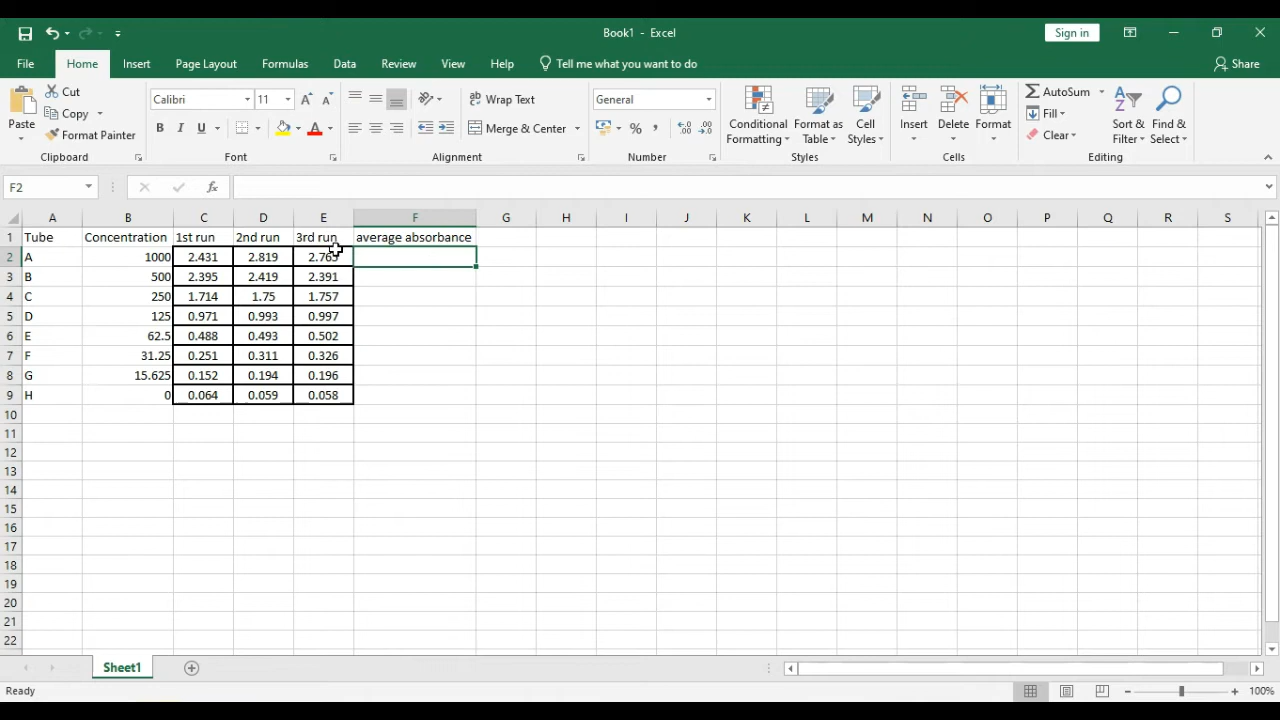 Book1 - Excel
Sign in
File Home Insert Page Layout Formulas Data Review View Help Tell me what you want to do Share
Paste
Cut
Copy
Format Painter
Calibri 11
B I U
A A A A
ab
Wrap Text
Merge & Center
General
% ,
Conditional Formatting
Format as Table
Cell Styles
Insert
Delete
Format
AutoSum
Fill
Clear
Sort & Filter
Find & Select
Clipboard Font Alignment Number Styles Cells Editing
F2 fx
A B C D E F G H I J K L M N O P Q R S
1 Tube Concentration 1st run 2nd run 3rd run average absorbance
2 A 1000 2.431 2.819
3 B 500 2.395 2.419 2.391
4 C 250 1.714 1.75 1.757
5 D 125 0.971 0.993 0.997
6 E 62.5 0.488 0.493 0.502
7 F 31.25 0.251 0.311 0.326
8 G 15.625 0.152 0.194 0.196
9 H 0 0.064 0.059 0.058
10
11
12
13
14
15
16
17
18
19
20
21
22
Sheet1
Ready 100%